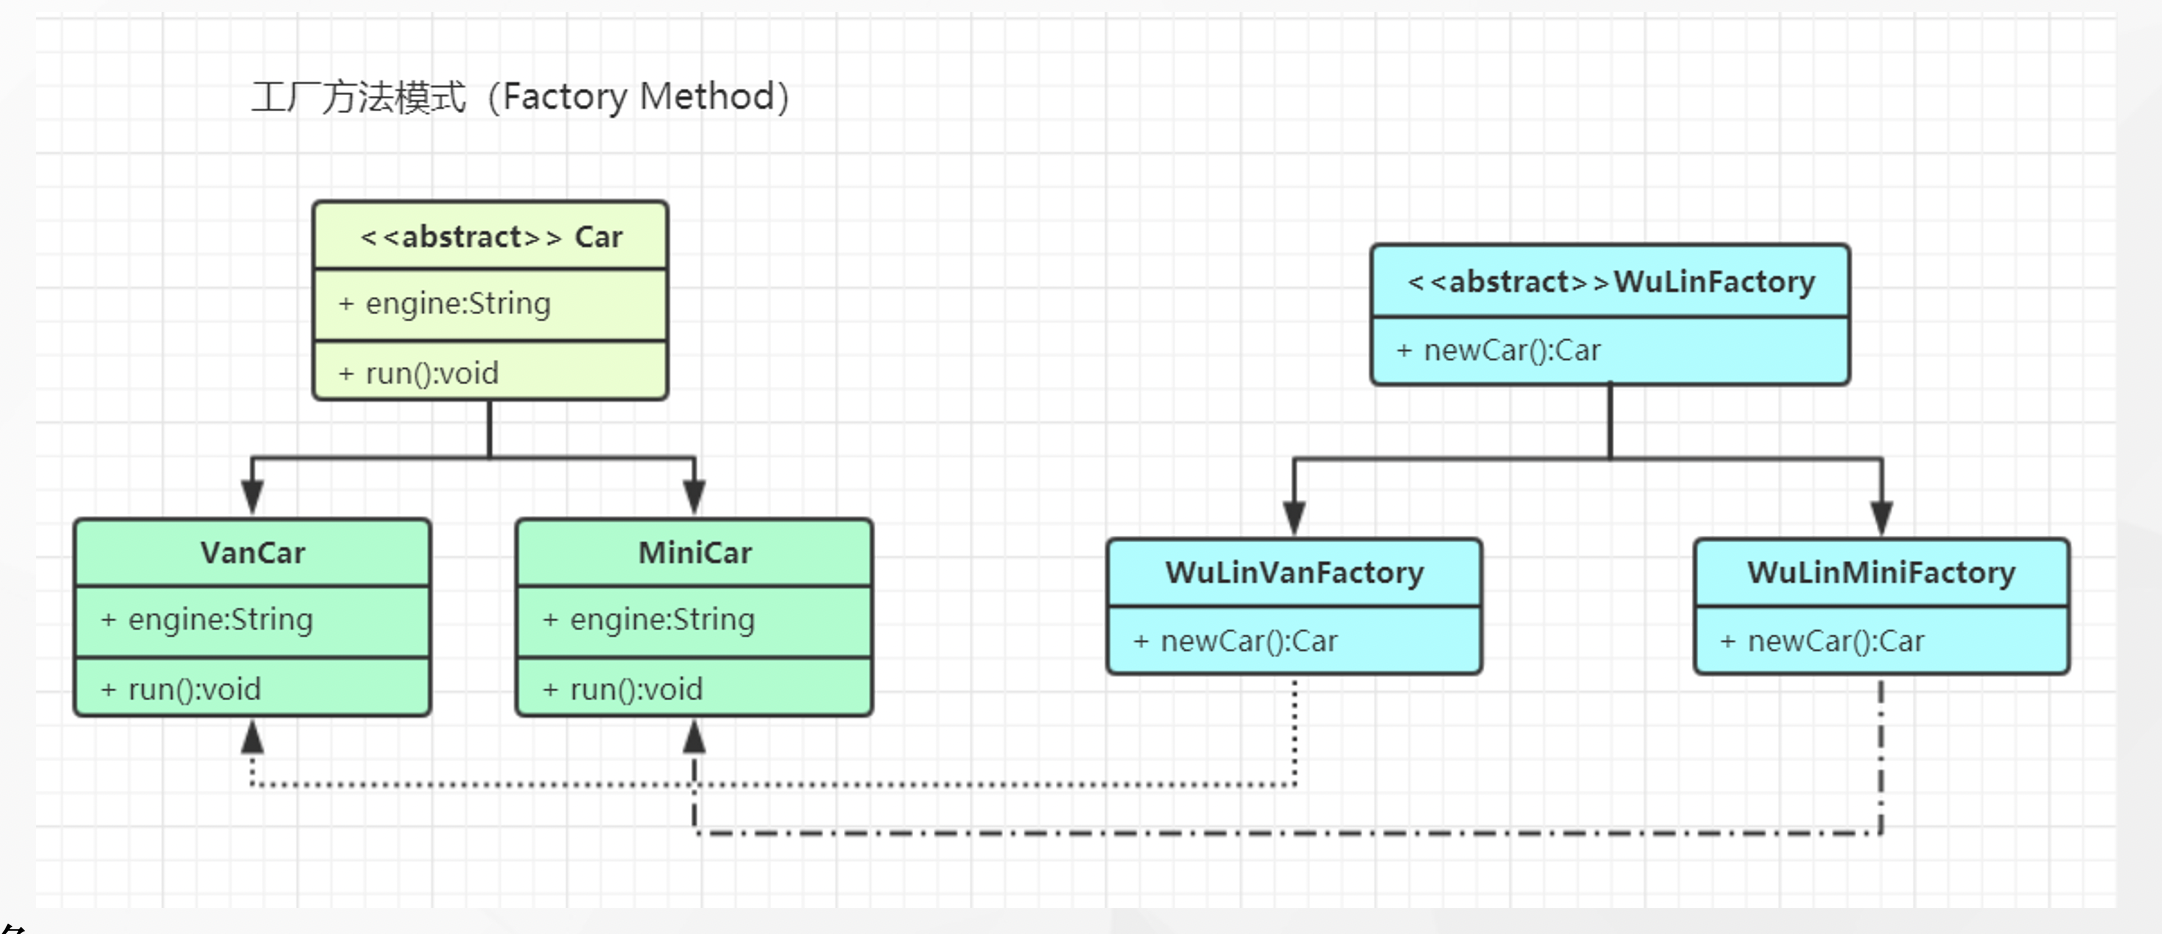 工厂方法模式（Factory Method）
<<abstract>> Car
+ engine:String
+ run():void
<<abstract>>WuLinFactory
+ newCar():Car
VanCar
+ engine:String
+ run():void
MiniCar
+ engine:String
+ run():void
WuLinVanFactory
+ newCar():Car
WuLinMiniFactory
+ newCar():Car